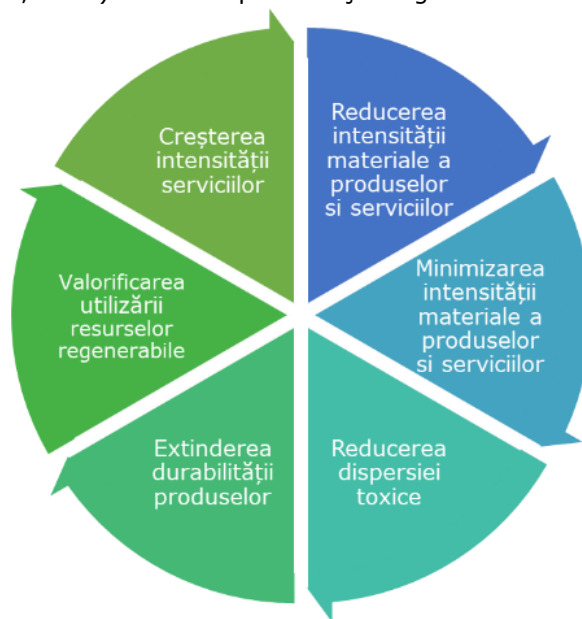 Creșterea
intensității
serviciilor
Reducerea
intensității
materiale a
produselor
si serviciilor
Minimizarea
intensității
materiale a
produselor
si serviciilor
Reducerea
dispersiei
toxice
Extinderea
durabilității
produselor
Valorificarea
utilizării
resurselor
regenerabile